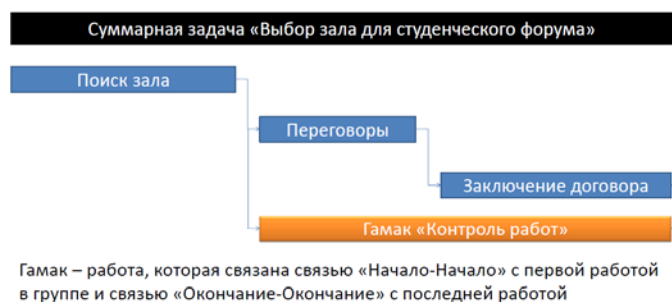 Суммарная задача «Выбор зала для студенческого форума»
Поиск зала
Переговоры
Заключение договора
Гамак «Контроль работ»
Гамак – работа, которая связана связью «Начало-Начало» с первой работой
в группе и связью «Окончание-Окончание» с последней работой